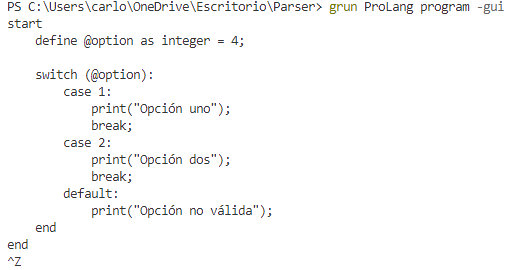 PS C:\Users\carlo\OneDrive\Escritorio\Parser> grun ProLang program -gui
start
    define @option as integer = 4;

    switch (@option):
        case 1:
            print("Opción uno");
            break;
        case 2:
            print("Opción dos");
            break;
        default:
            print("Opción no válida");
    end
end
^Z